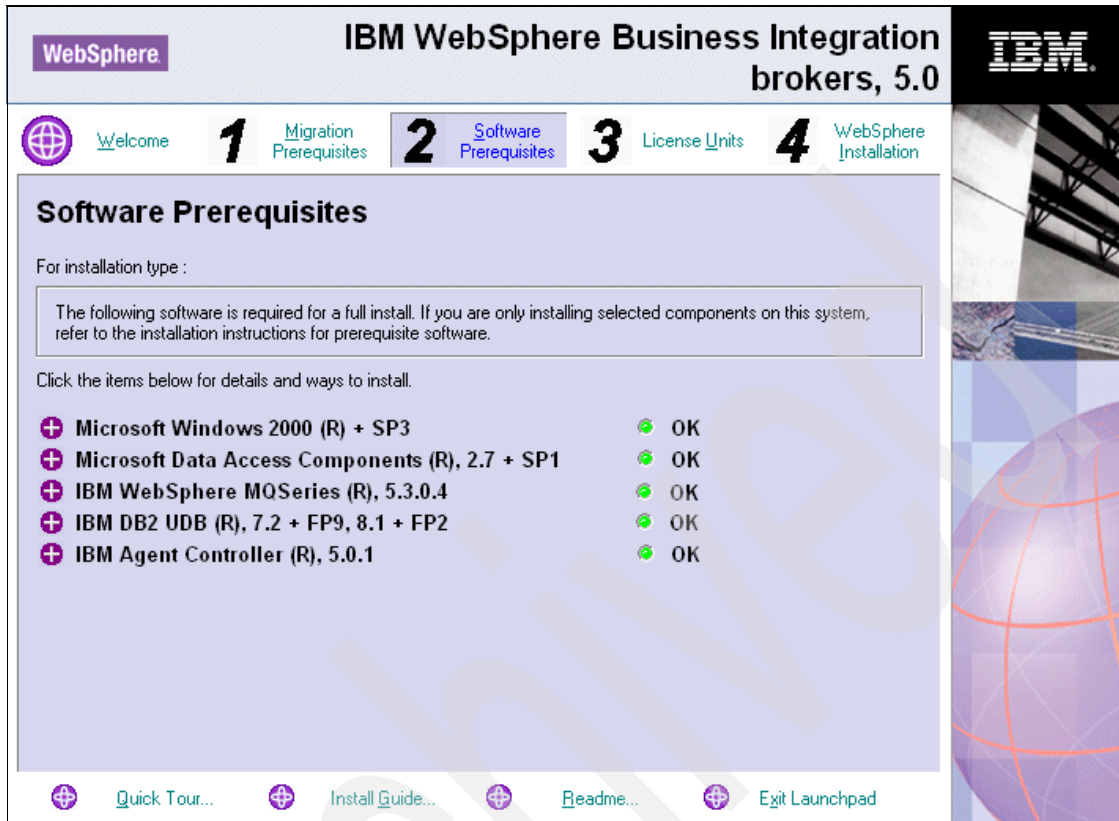 WebSphere.
IBM WebSphere Business Integration
brokers, 5.0
IBM.
Welcome
1
Migration
Prerequisites
2
Software
Prerequisites
3
License Units
4
WebSphere
Installation
Software Prerequisites
For installation type :
The following software is required for a full install. If you are only installing selected components on this system,
refer to the installation instructions for prerequisite software.
Click the items below for details and ways to install.
Microsoft Windows 2000 (R) + SP3 OK
Microsoft Data Access Components (R), 2.7 + SP1 OK
IBM WebSphere MQSeries (R), 5.3.0.4 OK
IBM DB2 UDB (R), 7.2 + FP9, 8.1 + FP2 OK
IBM Agent Controller (R), 5.0.1 OK
Quick Tour... Install Guide... Readme... Exit Launchpad